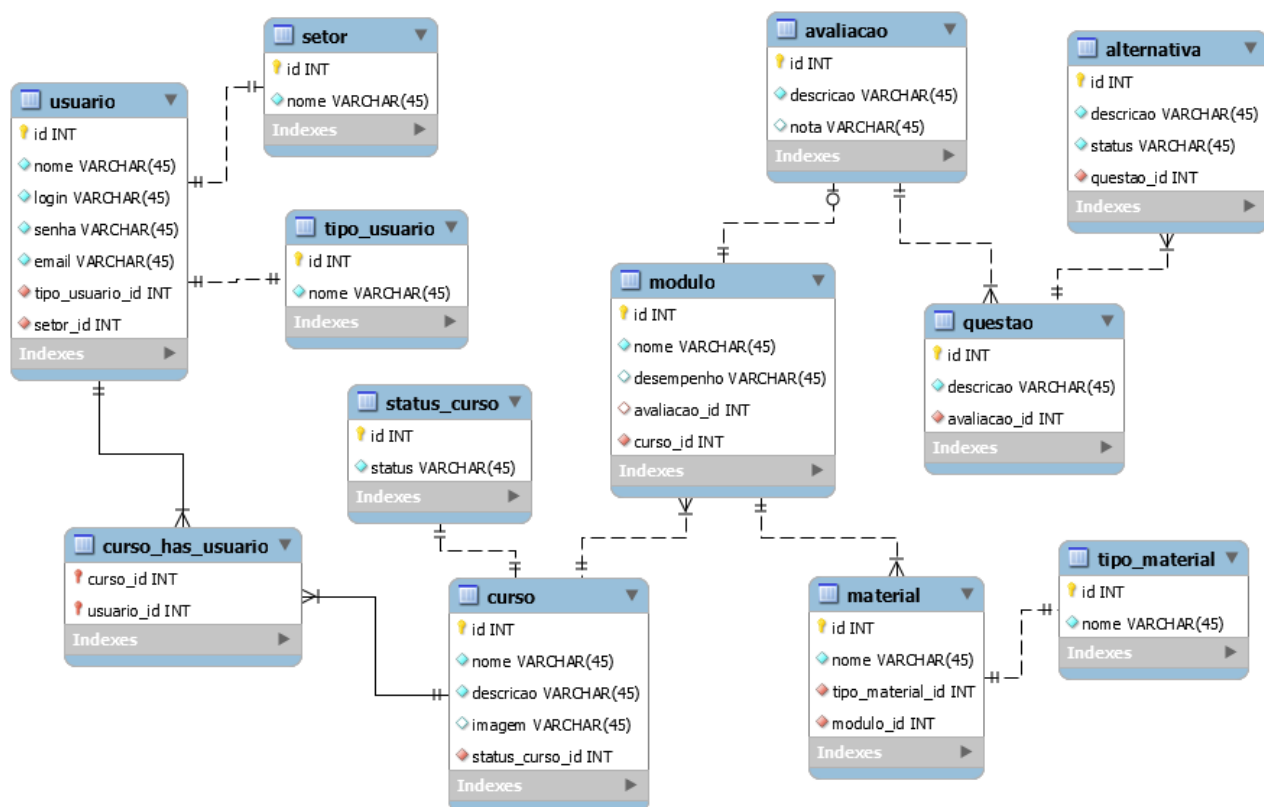 setor
id INT
nome VARCHAR(45)
Indexes
usuario
id INT
nome VARCHAR(45)
login VARCHAR(45)
senha VARCHAR(45)
email VARCHAR(45)
tipo_usuario_id INT
setor_id INT
Indexes
tipo_usuario
id INT
nome VARCHAR(45)
Indexes
avaliacao
id INT
descricao VARCHAR(45)
nota VARCHAR(45)
Indexes
alternativa
id INT
descricao VARCHAR(45)
status VARCHAR(45)
questao_id INT
Indexes
modulo
id INT
nome VARCHAR(45)
desempenho VARCHAR(45)
avaliacao_id INT
curso_id INT
Indexes
questao
id INT
descricao VARCHAR(45)
avaliacao_id INT
Indexes
status_curso
id INT
status VARCHAR(45)
Indexes
curso_has_usuario
curso_id INT
usuario_id INT
Indexes
curso
id INT
nome VARCHAR(45)
descricao VARCHAR(45)
imagem VARCHAR(45)
status_curso_id INT
Indexes
material
id INT
nome VARCHAR(45)
tipo_material_id INT
modulo_id INT
Indexes
tipo_material
id INT
nome VARCHAR(45)
Indexes